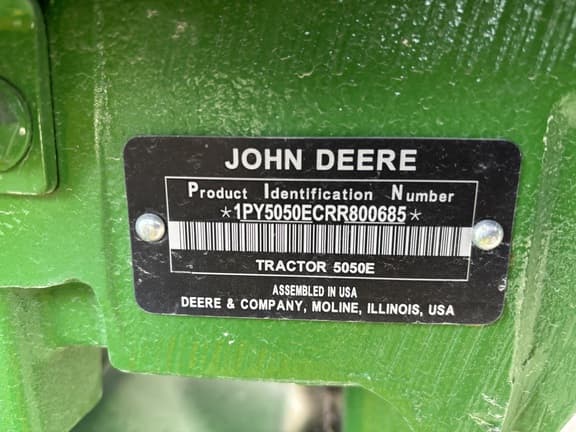 JOHN DEERE
Product Identification Number
*1PY5050ECRR800685*
TRACTOR 5050E
ASSEMBLED IN USA
DEERE & COMPANY, MOLINE, ILLINOIS, USA